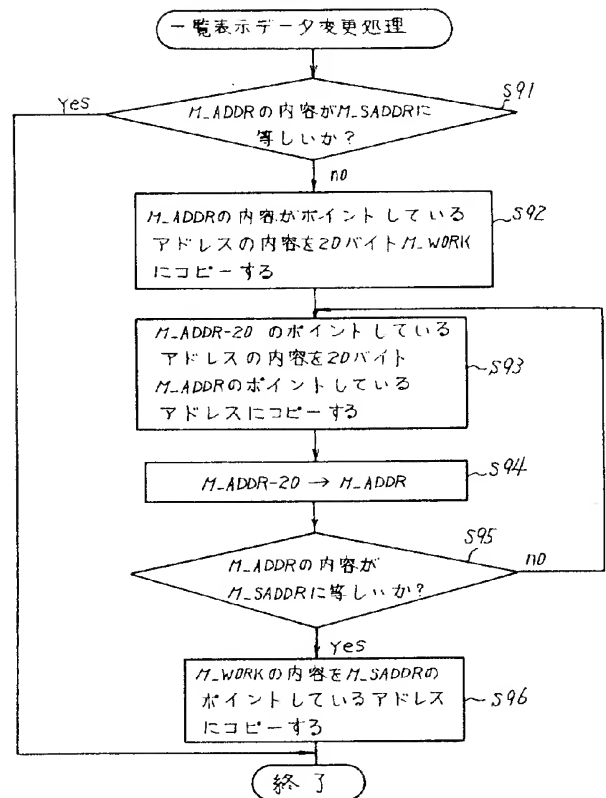 一覧表示データ変更処理
S91
Yes
M_ADDRの内容がM_SADDRに
等しいか?
no
S92
M_ADDRの内容がポイントしている
アドレスの内容を20バイトM_WORK
にコピーする
M_ADDR-20 のポイントしている
アドレスの内容を20バイト
M_ADDRのポイントしている
アドレスにコピーする
S93
M_ADDR-20 → M_ADDR
S94
S95
M_ADDRの内容が
M_SADDRに等しいか?
no
Yes
M_WORKの内容をM_SADDRの
ポイントしているアドレス
にコピーする
S96
終了